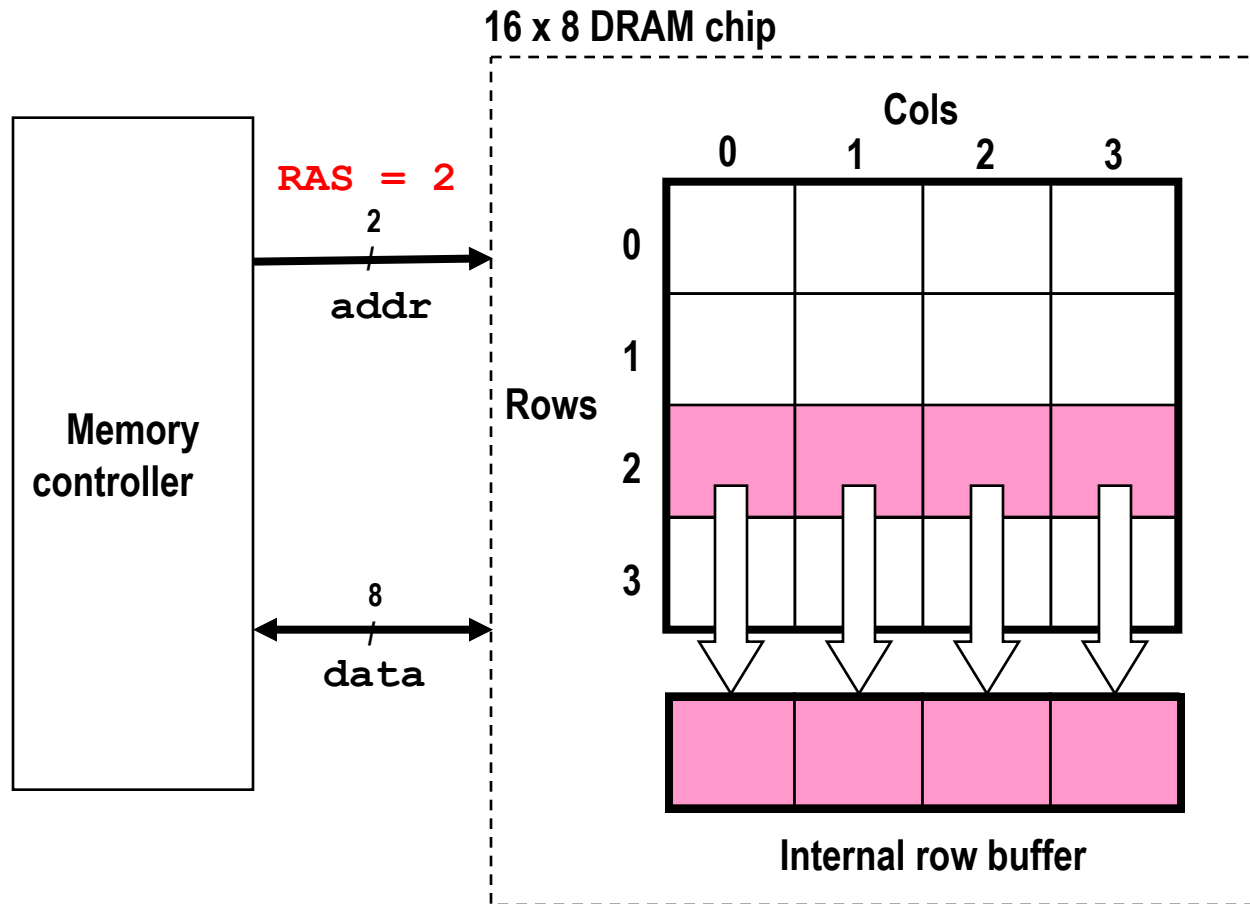 16 x 8 DRAM chip
Cols
0 1 2 3
RAS = 2
2
addr
0
1
Rows
2
3
Memory
controller
8
data
Internal row buffer